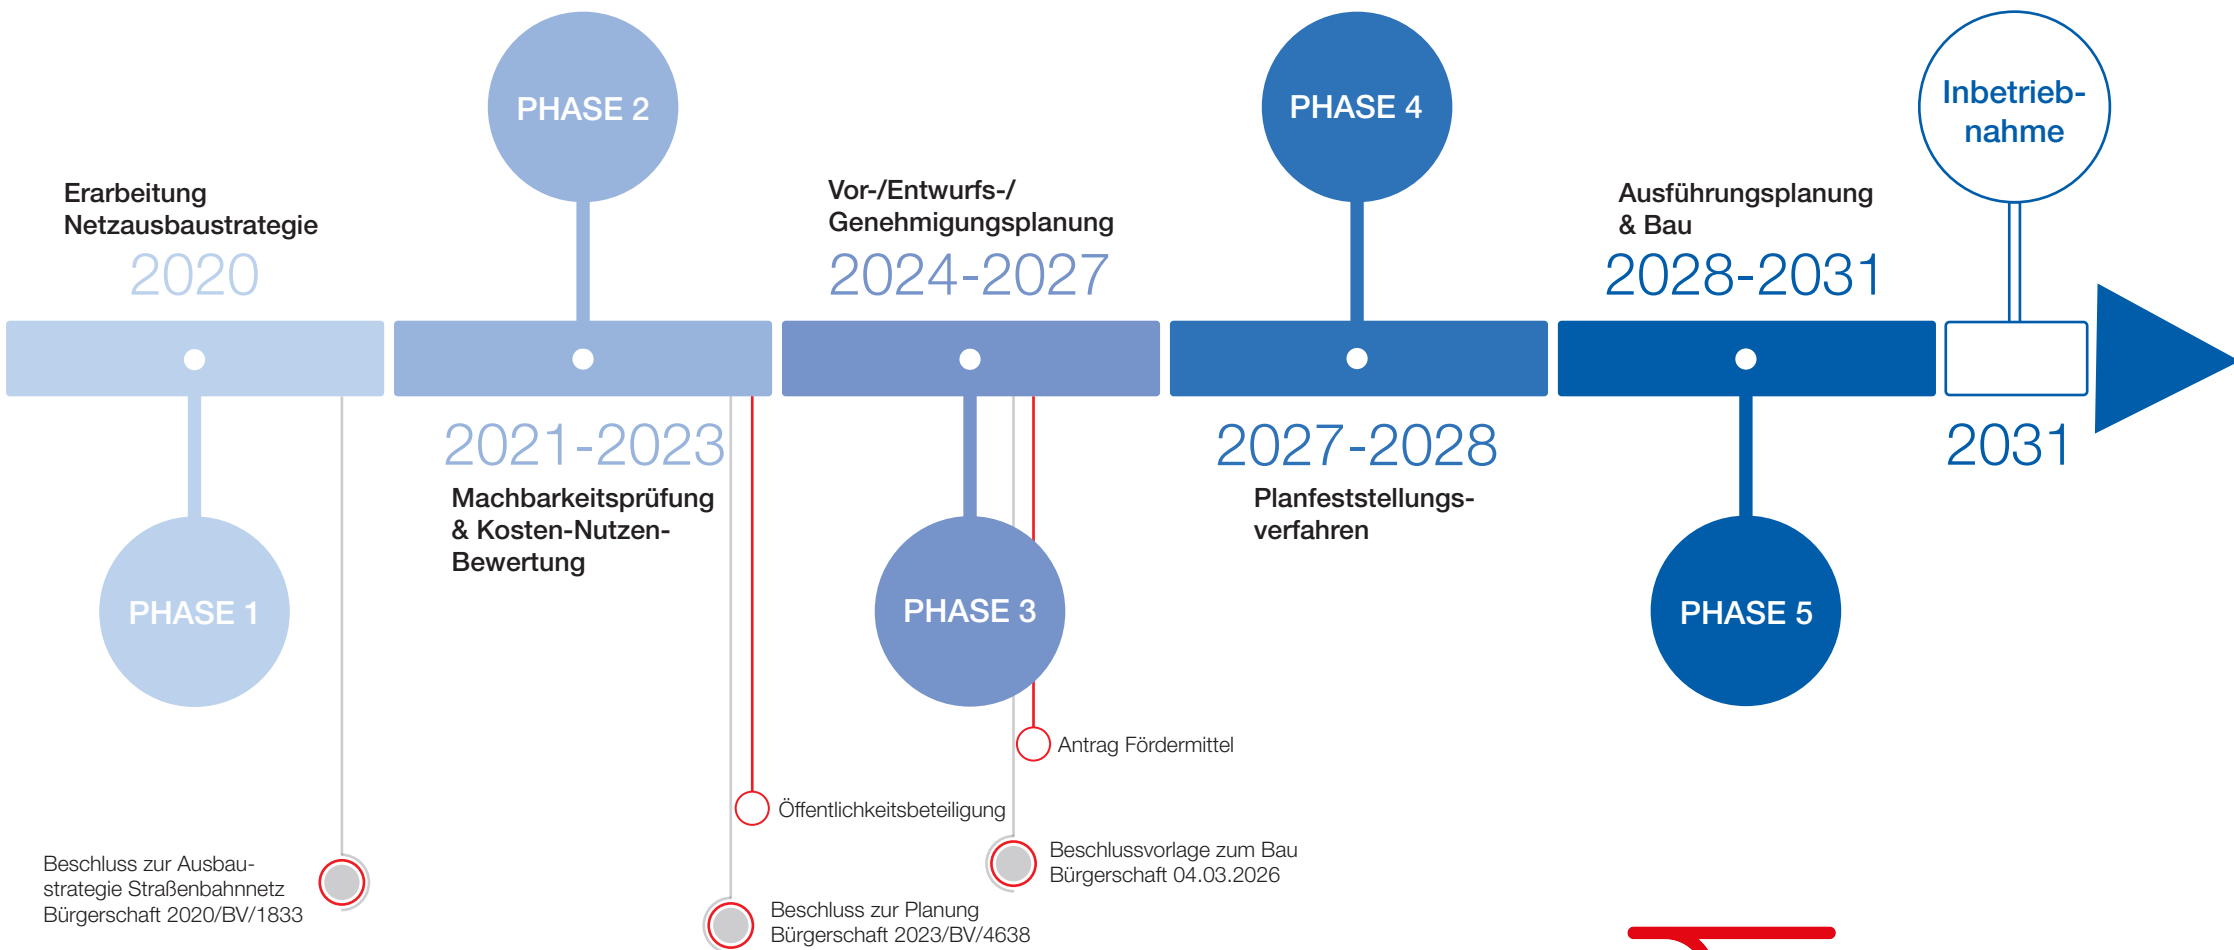 Erarbeitung
Netzausbaustrategie
2020
PHASE 1
Beschluss zur Ausbau-
strategie Straßenbahnnetz
Bürgerschaft 2020/BV/1833
PHASE 2
2021-2023
Machbarkeitsprüfung
& Kosten-Nutzen-
Bewertung
Öffentlichkeitsbeteiligung
Beschluss zur Planung
Bürgerschaft 2023/BV/4638
Vor-/Entwurfs-/
Genehmigungsplanung
2024-2027
PHASE 3
Antrag Fördermittel
Beschlussvorlage zum Bau
Bürgerschaft 04.03.2026
PHASE 4
2027-2028
Planfeststellungs-
verfahren
Ausführungsplanung
& Bau
2028-2031
PHASE 5
Inbetrieb-
nahme
2031